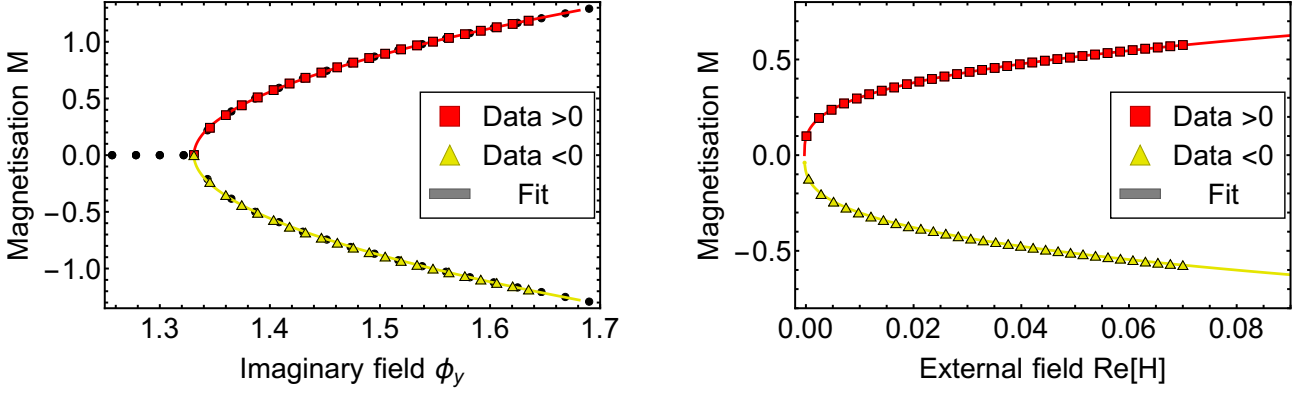 Magnetisation M
1.0
0.5
0.0
−0.5
−1.0
Data >0
Data <0
Fit
1.3
1.4
1.5
1.6
1.7
Imaginary field ϕy
Magnetisation M
0.5
0.0
−0.5
Data >0
Data <0
Fit
0.00
0.02
0.04
0.06
0.08
External field Re[H]